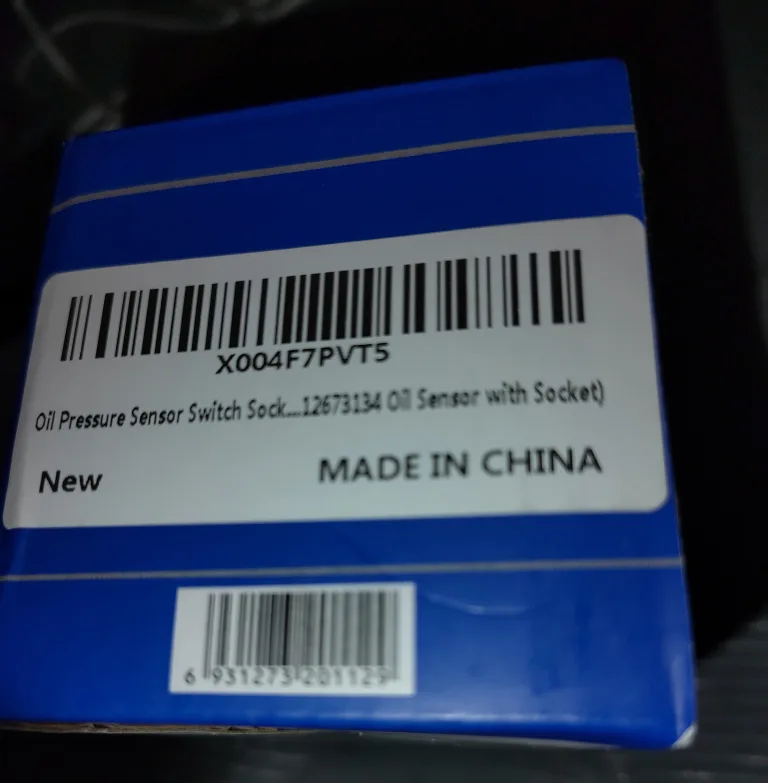 X004F7PVT5
Oil Pressure Sensor Switch Sock...12673134 Oil Sensor with Socket)
New
MADE IN CHINA
6 931273 201129